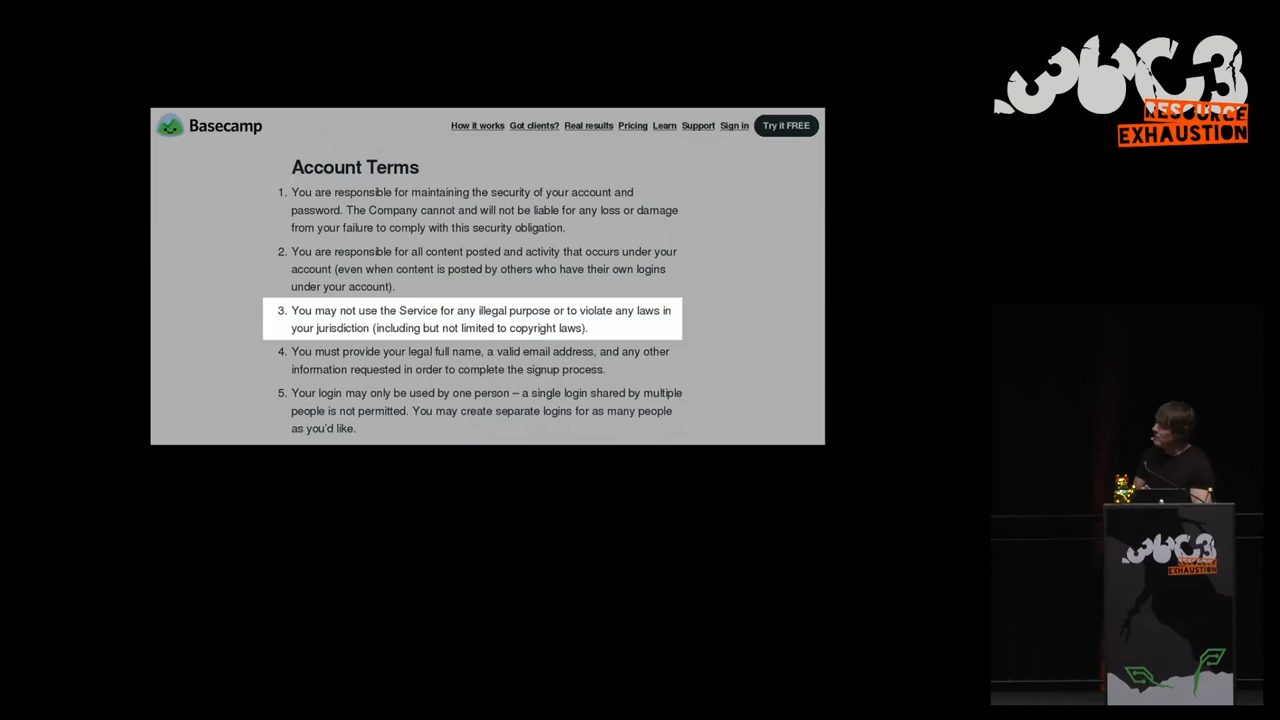 36C3
RESOURCE
EXHAUSTION
Basecamp
How it works Got clients? Real results Pricing Learn Support Sign in Try it FREE
Account Terms
1. You are responsible for maintaining the security of your account and
password. The Company cannot and will not be liable for any loss or damage
from your failure to comply with this security obligation.
2. You are responsible for all content posted and activity that occurs under your
account (even when content is posted by others who have their own logins
under your account).
3. You may not use the Service for any illegal purpose or to violate any laws in
your jurisdiction (including but not limited to copyright laws).
4. You must provide your legal full name, a valid email address, and any other
information requested in order to complete the signup process.
5. Your login may only be used by one person – a single login shared by multiple
people is not permitted. You may create separate logins for as many people
as you'd like.
36C3
EXHAUSTION